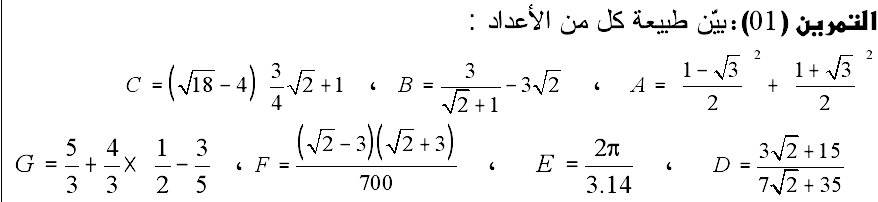 التمرين (01): بيّن طبيعة كل من الأعداد :
A = (1-√3)/2 ² + (1+√3)/2 ² ، B = 3/(√2+1) - 3√2 ، C = (√18 - 4) 3/4 √2 + 1
D = (3√2+15)/(7√2+35) ، E = 2π/3.14 ، F = (√2-3)(√2+3)/700 ، G = 5/3 + 4/3 × 1/2 - 3/5